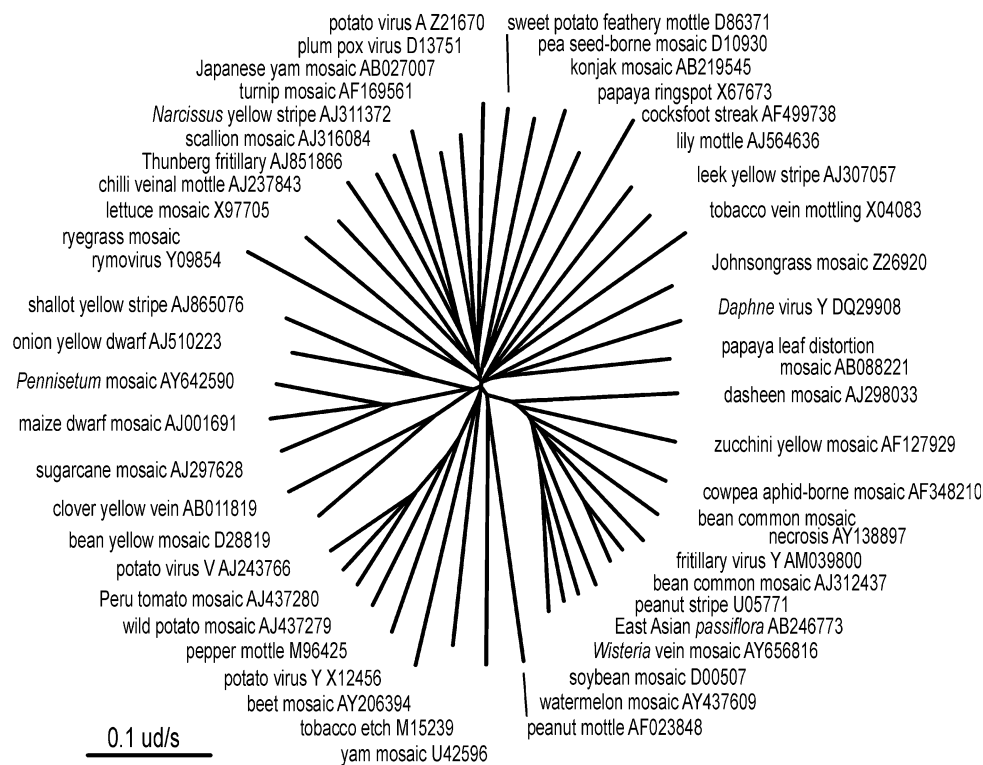 potato virus A Z21670
plum pox virus D13751
Japanese yam mosaic AB027007
turnip mosaic AF169561
Narcissus yellow stripe AJ311372
scallion mosaic AJ316084
Thunberg fritillary AJ851866
chilli veinal mottle AJ237843
lettuce mosaic X97705
ryegrass mosaic
rymovirus Y09854
shallot yellow stripe AJ865076
onion yellow dwarf AJ510223
Pennisetum mosaic AY642590
maize dwarf mosaic AJ001691
sugarcane mosaic AJ297628
clover yellow vein AB011819
bean yellow mosaic D28819
potato virus V AJ243766
Peru tomato mosaic AJ437280
wild potato mosaic AJ437279
pepper mottle M96425
potato virus Y X12456
beet mosaic AY206394
tobacco etch M15239
yam mosaic U42596
sweet potato feathery mottle D86371
pea seed-borne mosaic D10930
konjak mosaic AB219545
papaya ringspot X67673
cocksfoot streak AF499738
lily mottle AJ564636
leek yellow stripe AJ307057
tobacco vein mottling X04083
Johnsongrass mosaic Z26920
Daphne virus Y DQ29908
papaya leaf distortion
mosaic AB088221
dasheen mosaic AJ298033
zucchini yellow mosaic AF127929
cowpea aphid-borne mosaic AF348210
bean common mosaic
necrosis AY138897
fritillary virus Y AM039800
bean common mosaic AJ312437
peanut stripe U05771
East Asian passiflora AB246773
Wisteria vein mosaic AY656816
soybean mosaic D00507
watermelon mosaic AY437609
peanut mottle AF023848
0.1 ud/s